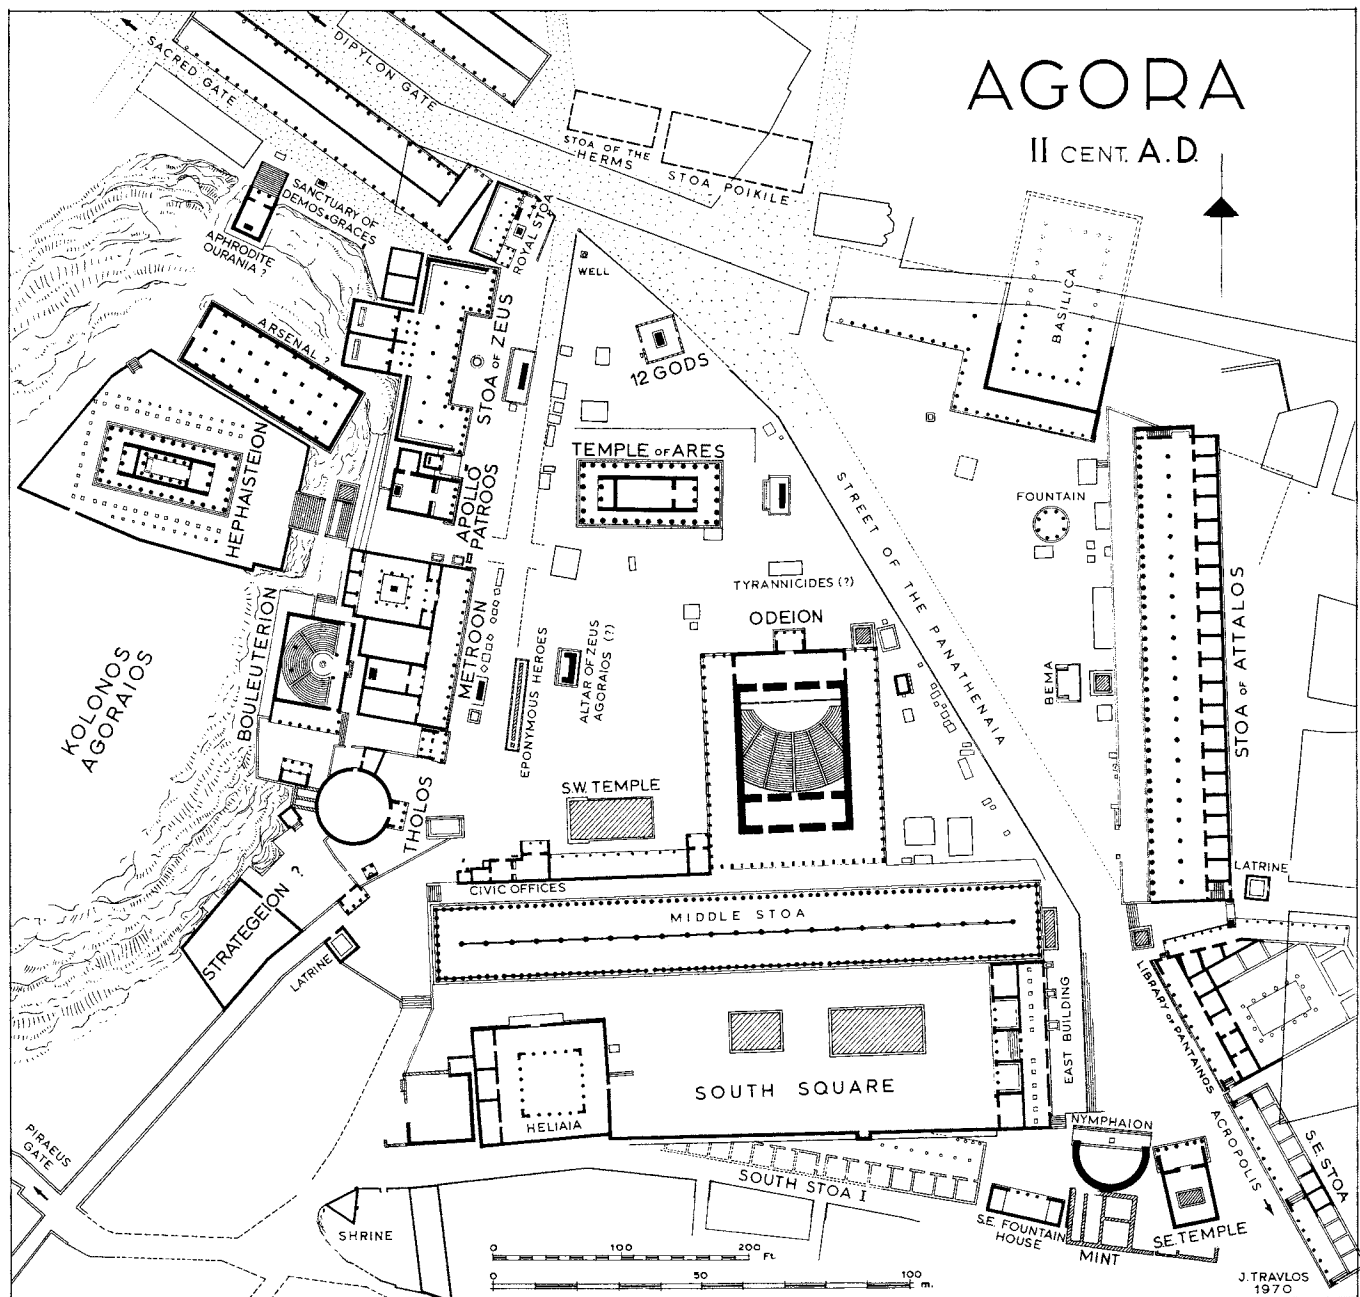 AGORA
II CENT. A.D.
SACRED GATE
DIPYLON GATE
STOA OF THE
HERMS
STOA POIKILE
SANCTUARY OF
DEMOS & GRACES
ROYAL STOA
APHRODITE
OURANIA ?
WELL
BASILICA
ARSENAL ?
STOA OF ZEUS
12 GODS
HEPHAISTEION
APOLLO
PATROOS
TEMPLE OF ARES
STREET OF THE PANATHENAIA
FOUNTAIN
TYRANNICIDES (?)
ODEION
STOA OF ATTALOS
BOULEUTERION
METROON
EPONYMOUS HEROES
ALTAR OF ZEUS
AGORAIOS (?)
BEMA
KOLONOS
AGORAIOS
THOLOS
S.W. TEMPLE
LATRINE
CIVIC OFFICES
STRATEGEION ?
MIDDLE STOA
LATRINE
LIBRARY OF PANTAINOS
EAST BUILDING
SOUTH SQUARE
HELIAIA
NYMPHAION
ACROPOLIS
S.E. STOA
PIRAEUS
GATE
SOUTH STOA I
SHRINE
S.E. FOUNTAIN
HOUSE
MINT
S.E. TEMPLE
0 100 200 Ft.
0 50 100 m.
J. TRAVLOS
1970